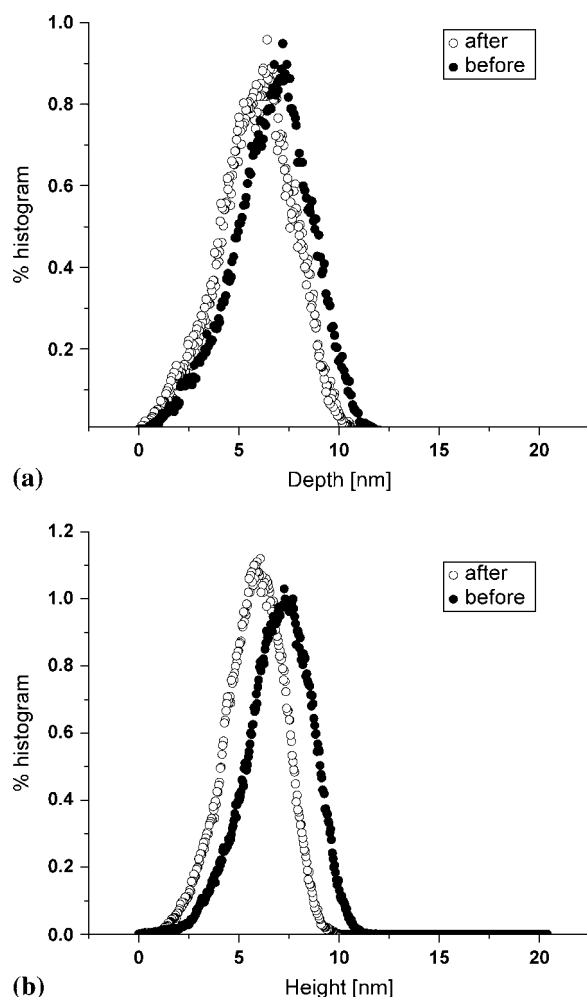 1.0
after
before
0.8
0.6
0.4
0.2
% histogram
0 5 10 15 20
(a)
Depth [nm]
1.2
after
before
1.0
0.8
0.6
0.4
0.2
0.0
% histogram
0 5 10 15 20
(b)
Height [nm]